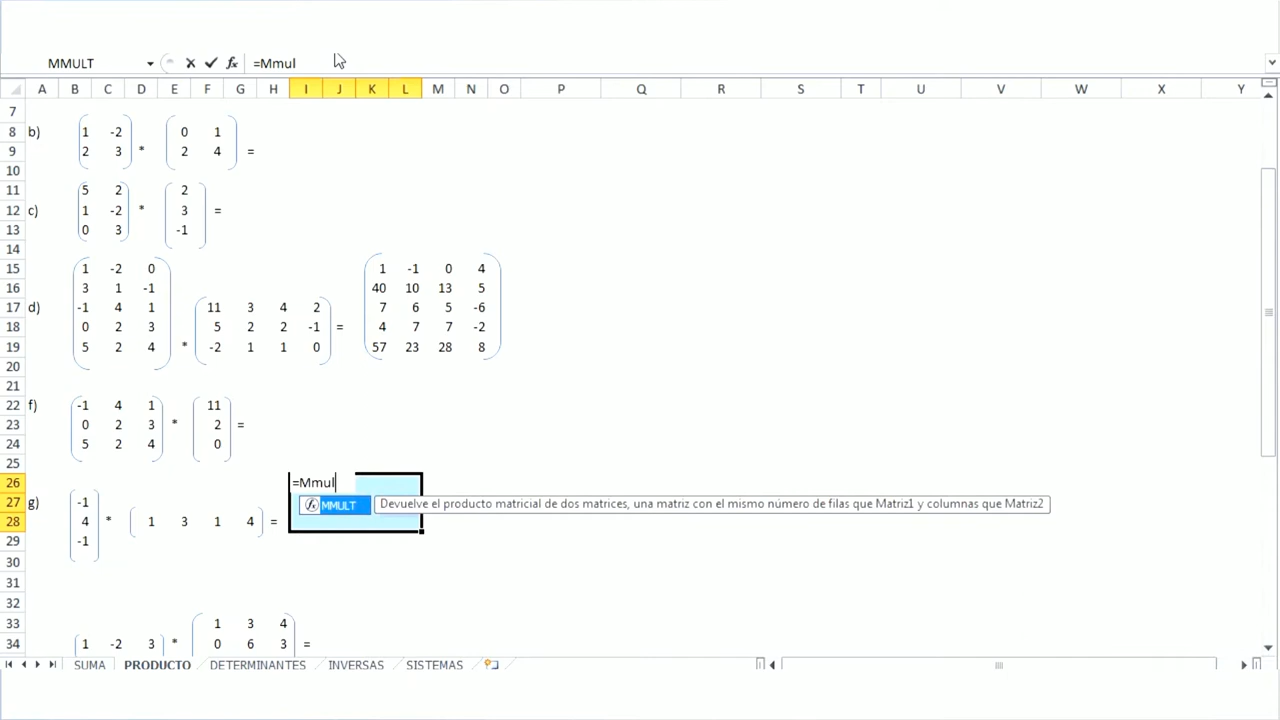 MMULT =Mmul
A B C D E F G H I J K L M N O P Q R S T U V W X Y
7
8 b) 1 -2 0 1
9 2 3 * 2 4 =
10
11 5 2 2
12 c) 1 -2 * 3 =
13 0 3 -1
14
15 1 -2 0 1 -1 0 4
16 3 1 -1 40 10 13 5
17 d) -1 4 1 11 3 4 2 7 6 5 -6
18 0 2 3 5 2 2 -1 = 4 7 7 -2
19 5 2 4 * -2 1 1 0 57 23 28 8
20
21
22 f) -1 4 1 11
23 0 2 3 * 2 =
24 5 2 4 0
25
26 =Mmul
27 g) -1 MMULT Devuelve el producto matricial de dos matrices, una matriz con el mismo número de filas que Matriz1 y columnas que Matriz2
28 4 * 1 3 1 4 =
29 -1
30
31
32
33 1 3 4
34 1 -2 3 * 0 6 3 =
SUMA PRODUCTO DETERMINANTES INVERSAS SISTEMAS